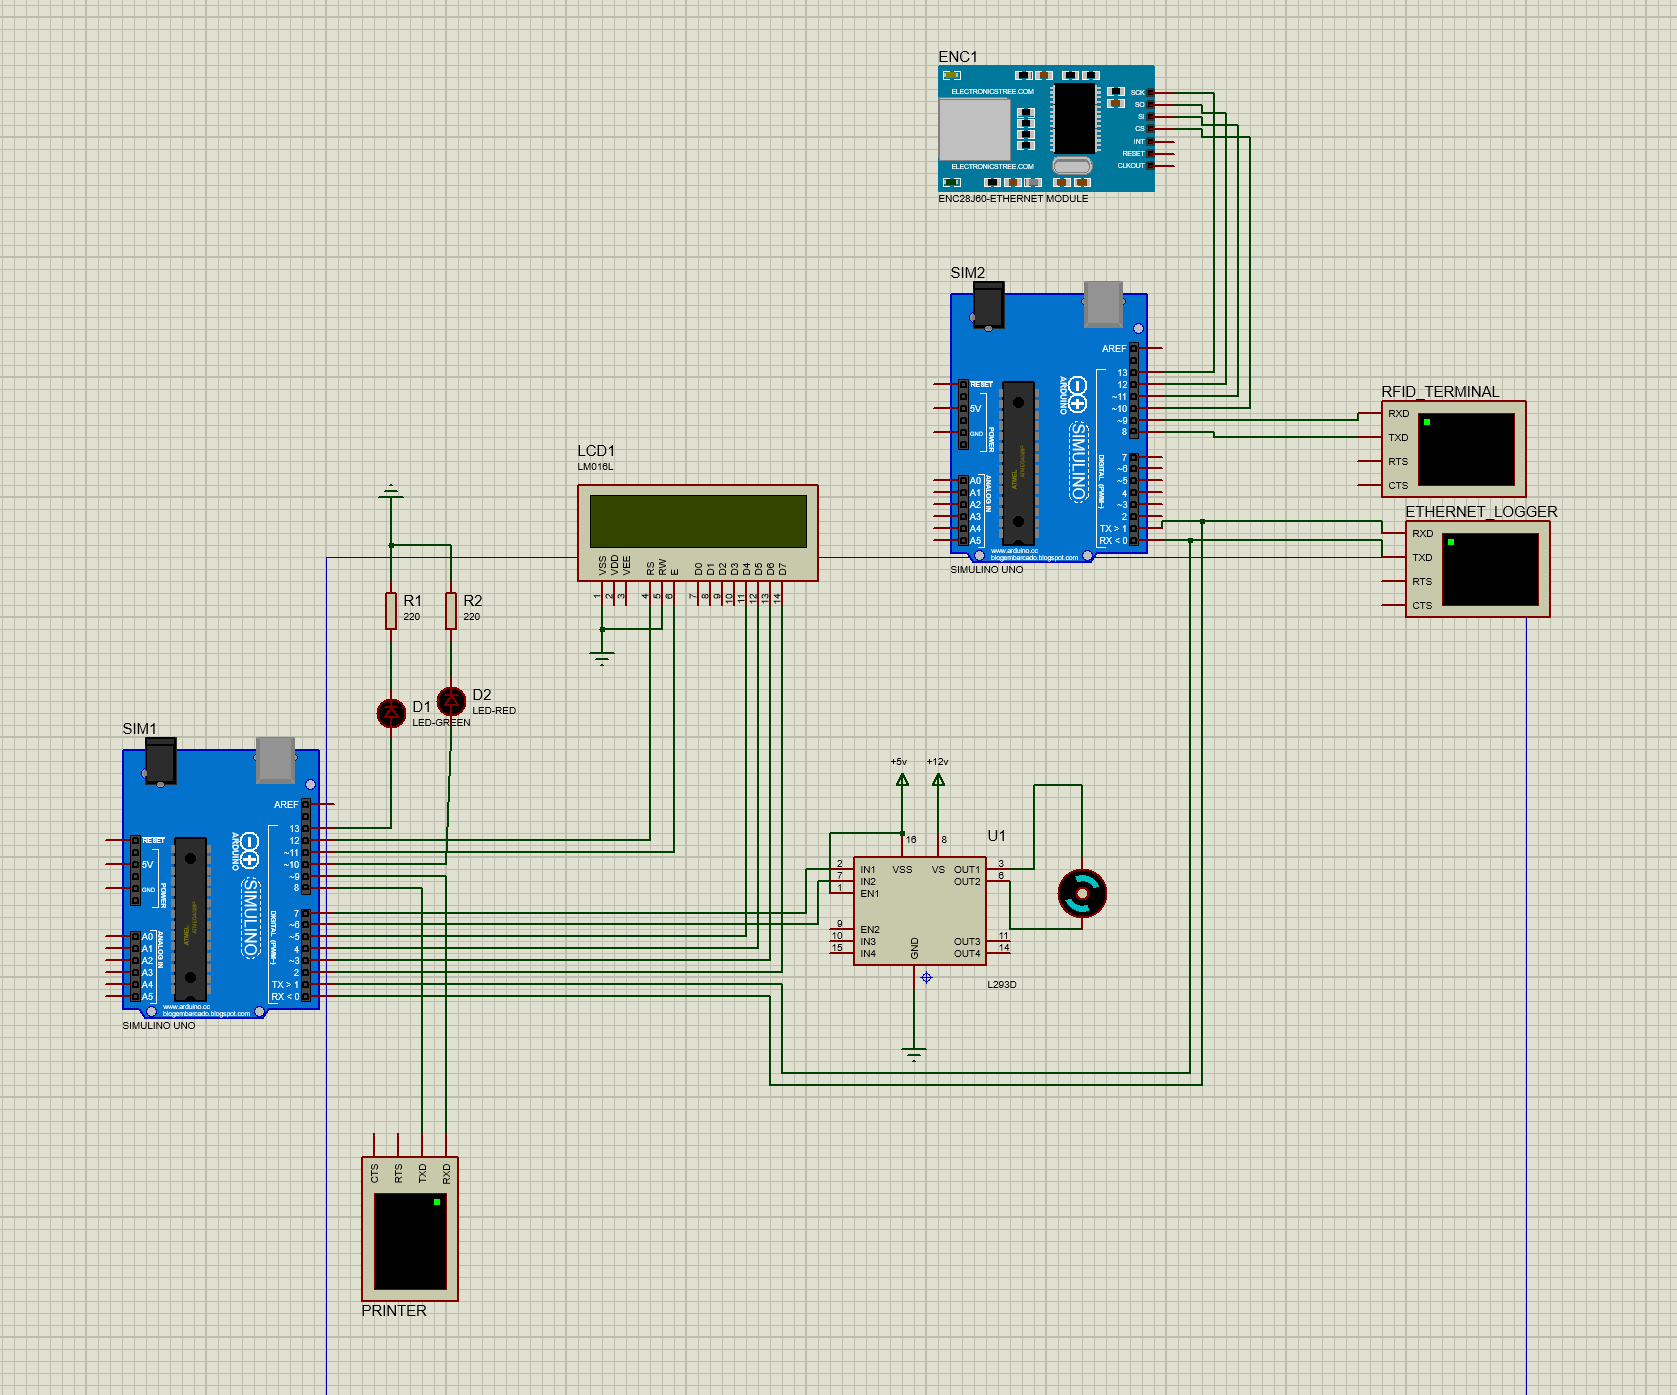 ENC1
ELECTRONICSTREE.COM
ELECTRONICSTREE.COM
SCK
SO
SI
CS
INT
RESET
CLKOUT
ENC28J60-ETHERNET MODULE
SIM2
AREF
13
12
~11
~10
~9
8
7
~6
~5
4
~3
2
TX > 1
RX < 0
RESET
5V
GND
POWER
A0
A1
A2
A3
A4
A5
ANALOG IN
ATMEL
ARDUINO
SIMULINO
DIGITAL (PWM~)
www.arduino.cc
blogembarcado.blogspot.com
SIMULINO UNO
RFID_TERMINAL
RXD
TXD
RTS
CTS
ETHERNET_LOGGER
RXD
TXD
RTS
CTS
LCD1
LM016L
VSS
VDD
VEE
RS
RW
E
D0
D1
D2
D3
D4
D5
D6
D7
1
2
3
4
5
6
7
8
9
10
11
12
13
14
R1
220
R2
220
D1
LED-GREEN
D2
LED-RED
SIM1
AREF
13
12
~11
~10
~9
8
7
~6
~5
4
~3
2
TX > 1
RX < 0
RESET
5V
GND
POWER
A0
A1
A2
A3
A4
A5
ANALOG IN
ATMEL
ARDUINO
SIMULINO
DIGITAL (PWM~)
www.arduino.cc
blogembarcado.blogspot.com
SIMULINO UNO
+5v
+12v
U1
16
8
2
7
1
9
10
15
IN1
IN2
EN1
EN2
IN3
IN4
VSS
VS
GND
OUT1
OUT2
OUT3
OUT4
3
6
11
14
L293D
CTS
RTS
TXD
RXD
PRINTER